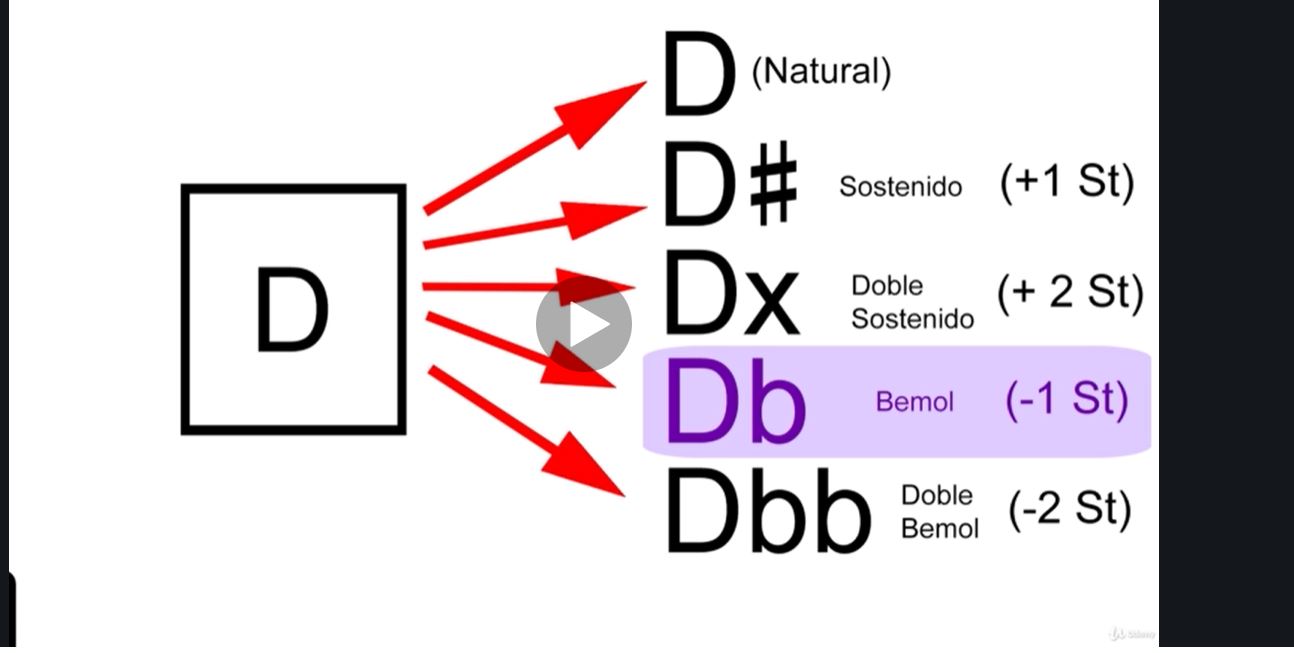 D
D (Natural)
D# Sostenido (+1 St)
Dx Doble Sostenido (+ 2 St)
Db Bemol (-1 St)
Dbb Doble Bemol (-2 St)
Udemy